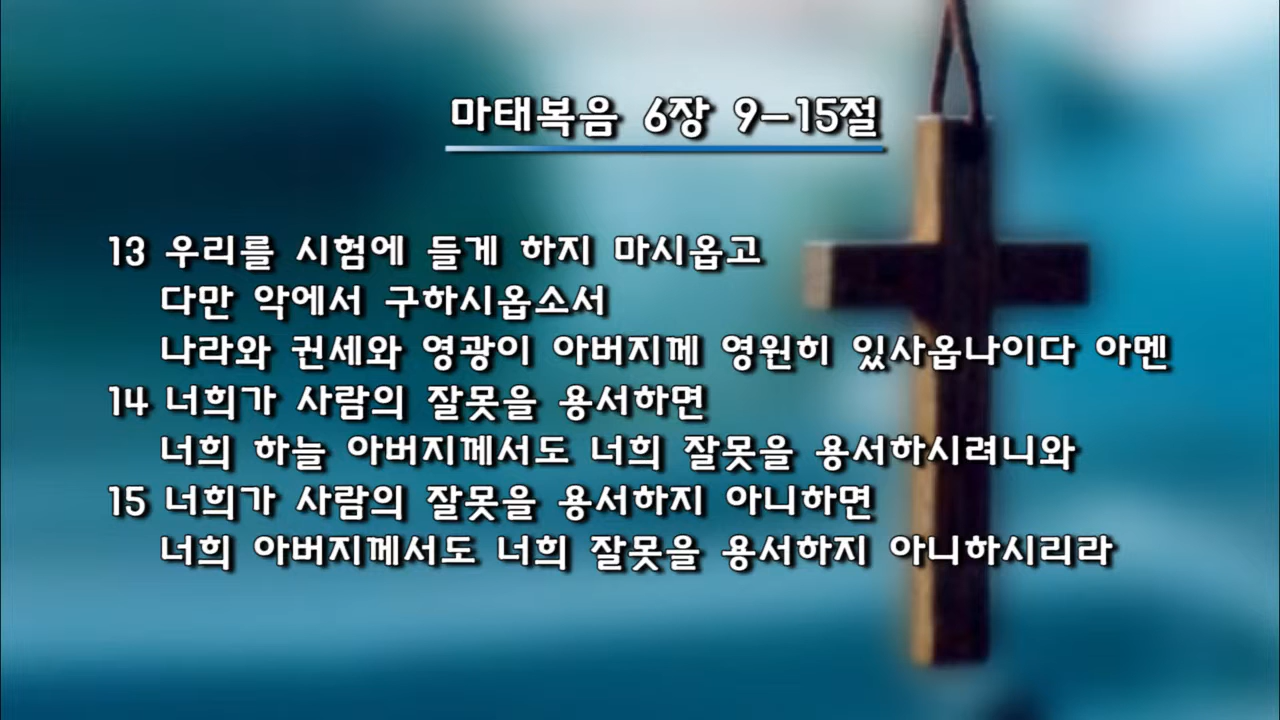 마태복음 6장 9-15절
13 우리를 시험에 들게 하지 마시옵고
다만 악에서 구하시옵소서
나라와 권세와 영광이 아버지께 영원히 있사옵나이다 아멘
14 너희가 사람의 잘못을 용서하면
너희 하늘 아버지께서도 너희 잘못을 용서하시려니와
15 너희가 사람의 잘못을 용서하지 아니하면
너희 아버지께서도 너희 잘못을 용서하지 아니하시리라